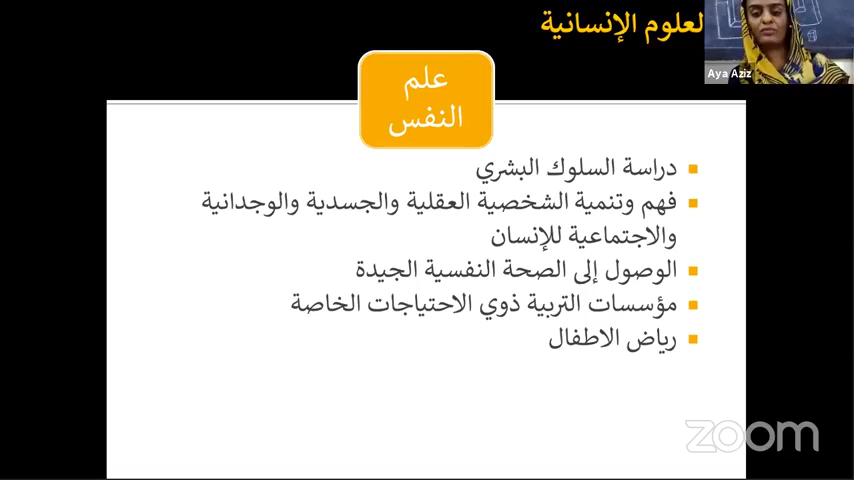 لعلوم الإنسانية
Aya Aziz
علم
النفس
دراسة السلوك البشري
فهم وتنمية الشخصية العقلية والجسدية والوجدانية
والاجتماعية للإنسان
الوصول إلى الصحة النفسية الجيدة
مؤسسات التربية ذوي الاحتياجات الخاصة
رياض الاطفال
zoom